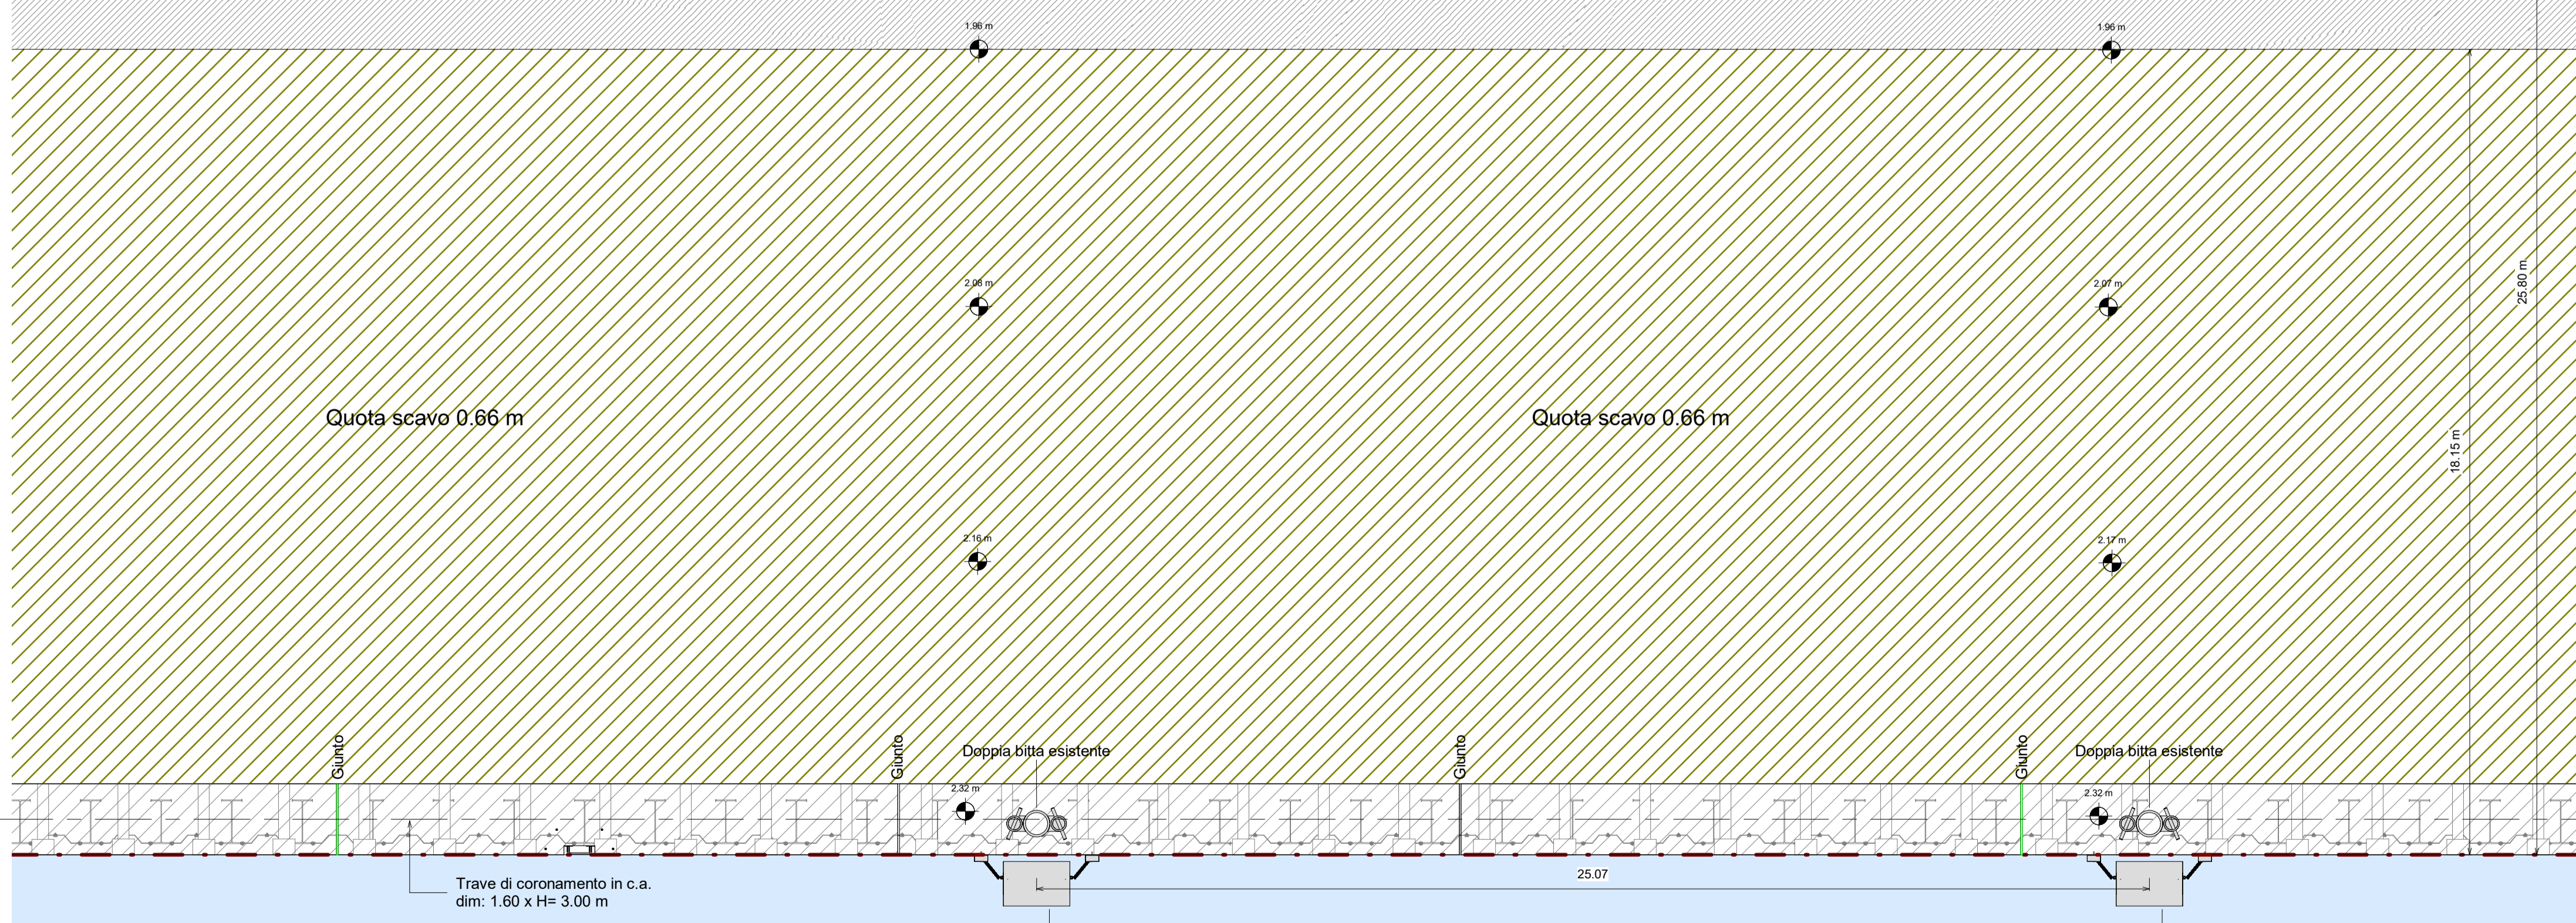 1.96 m
1.96 m
25.80 m
2.08 m
2.07 m
Quota scavo 0.66 m
Quota scavo 0.66 m
18.15 m
2.16 m
2.17 m
Giunto
Giunto
Doppia bitta esistente
Giunto
Giunto
Doppia bitta esistente
2.32 m
2.32 m
25.07
Trave di coronamento in c.a.
dim: 1.60 x H= 3.00 m